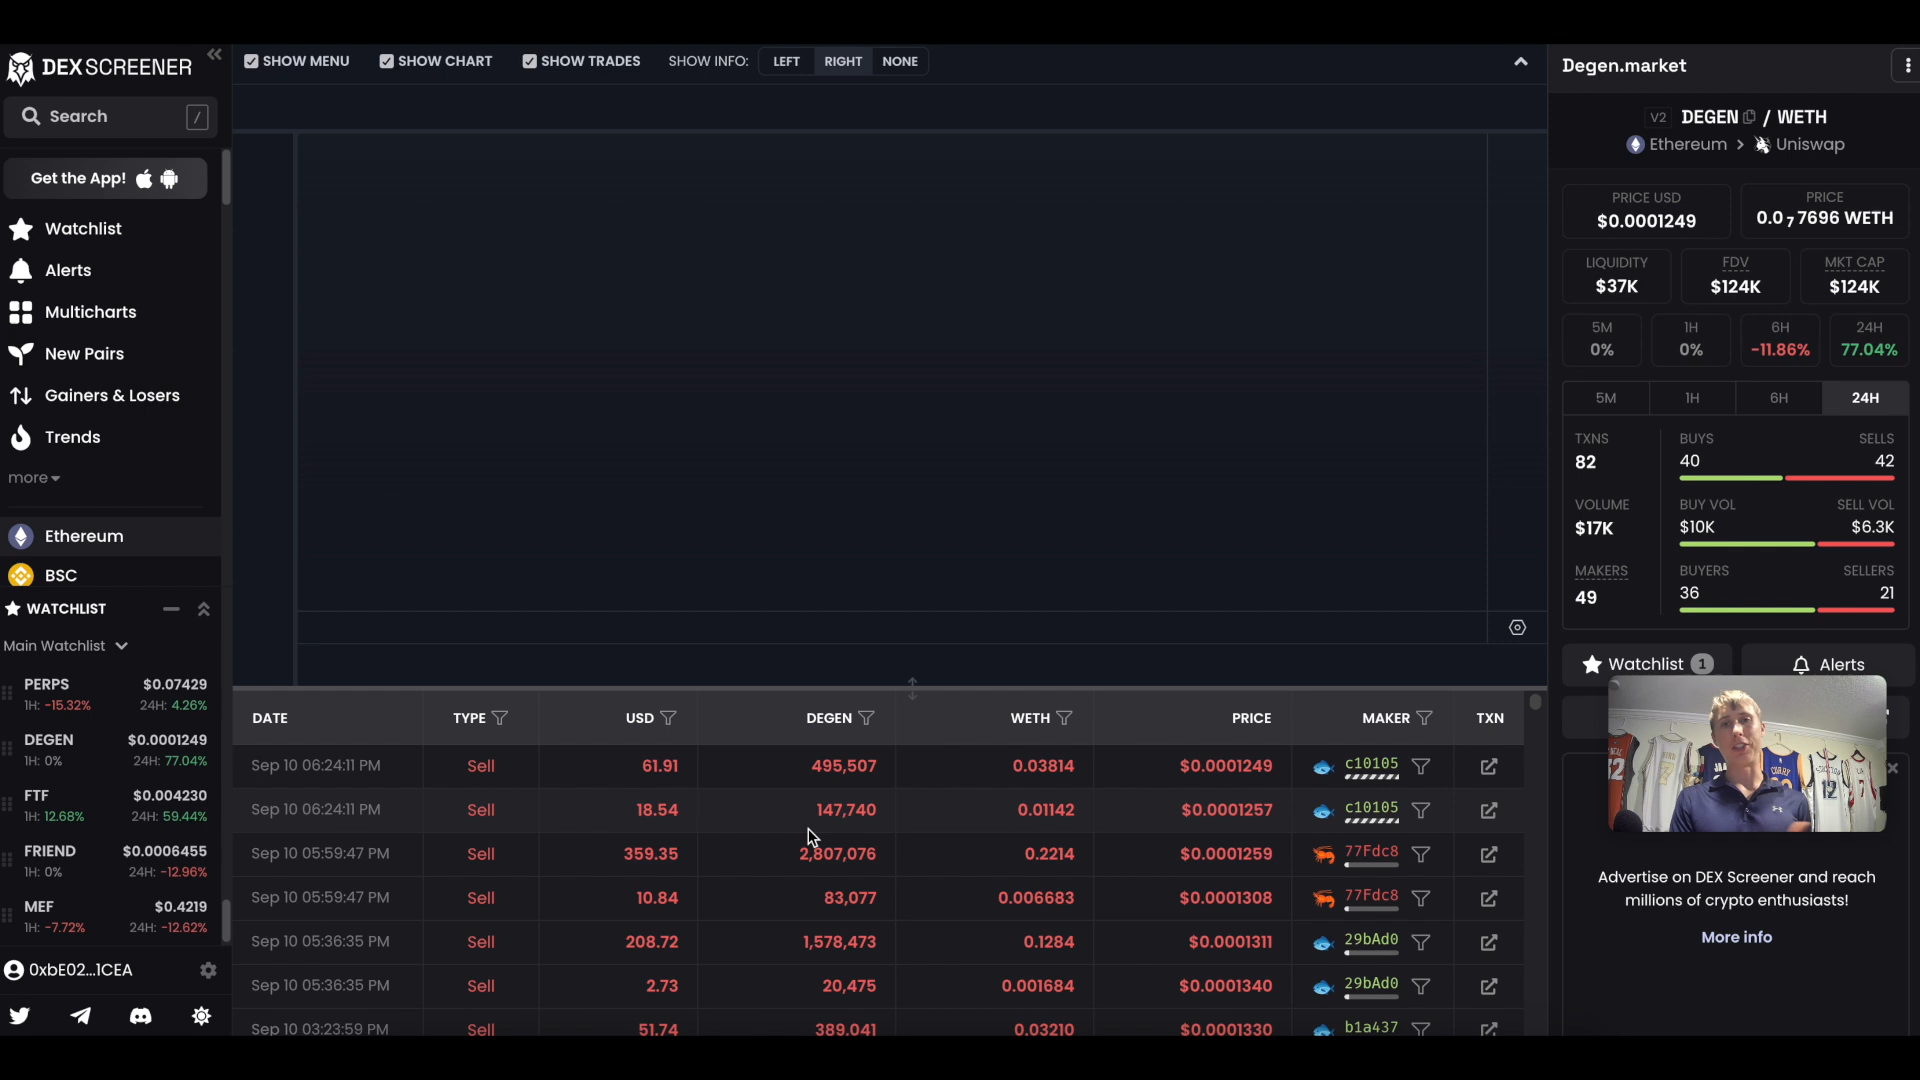 DEX SCREENER
Search /
Get the App!
Watchlist
Alerts
Multicharts
New Pairs
Gainers & Losers
Trends
more
Ethereum
BSC
WATCHLIST
Main Watchlist
PERPS $0.07429
1H: -15.32% 24H: 4.26%
DEGEN $0.0001249
1H: 0% 24H: 77.04%
FTF $0.004230
1H: 12.68% 24H: 59.44%
FRIEND $0.0006455
1H: 0% 24H: -12.96%
MEF $0.4219
1H: -7.72% 24H: -12.62%
0xbE02...1CEA
SHOW MENU SHOW CHART SHOW TRADES SHOW INFO: LEFT RIGHT NONE
DATE TYPE USD DEGEN WETH PRICE MAKER TXN
Sep 10 06:24:11 PM Sell 61.91 495,507 0.03814 $0.0001249 c10105
Sep 10 06:24:11 PM Sell 18.54 147,740 0.01142 $0.0001257 c10105
Sep 10 05:59:47 PM Sell 359.35 2,807,076 0.2214 $0.0001259 77Fdc8
Sep 10 05:59:47 PM Sell 10.84 83,077 0.006683 $0.0001308 77Fdc8
Sep 10 05:36:35 PM Sell 208.72 1,578,473 0.1284 $0.0001311 29bAd0
Sep 10 05:36:35 PM Sell 2.73 20,475 0.001684 $0.0001340 29bAd0
Sep 10 03:23:59 PM Sell 51.74 389,041 0.03210 $0.0001330 b1a437
Degen.market
V2 DEGEN / WETH
Ethereum > Uniswap
PRICE USD PRICE
$0.0001249 0.0₇7696 WETH
LIQUIDITY FDV MKT CAP
$37K $124K $124K
5M 1H 6H 24H
0% 0% -11.86% 77.04%
5M 1H 6H 24H
TXNS BUYS SELLS
82 40 42
VOLUME BUY VOL SELL VOL
$17K $10K $6.3K
MAKERS BUYERS SELLERS
49 36 21
Watchlist 1 Alerts
CURRY
12
Advertise on DEX Screener and reach
millions of crypto enthusiasts!
More info